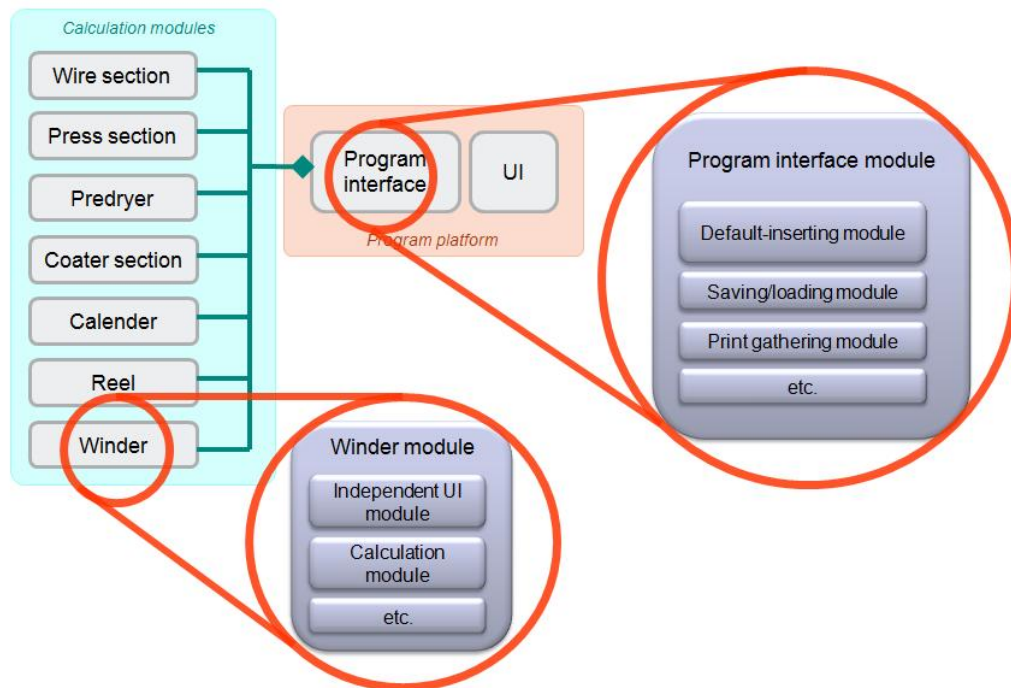 Calculation modules
Wire section
Press section
Predryer
Coater section
Calender
Reel
Winder
Program
interface
UI
Program platform
Program interface module
Default-inserting module
Saving/loading module
Print gathering module
etc.
Winder module
Independent UI
module
Calculation
module
etc.